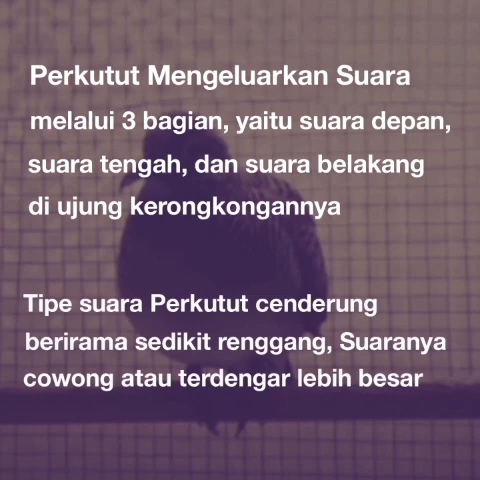 Perkutut Mengeluarkan Suara
melalui 3 bagian, yaitu suara depan,
suara tengah, dan suara belakang
di ujung kerongkongannya
Tipe suara Perkutut cenderung
berirama sedikit renggang, Suaranya
cowong atau terdengar lebih besar